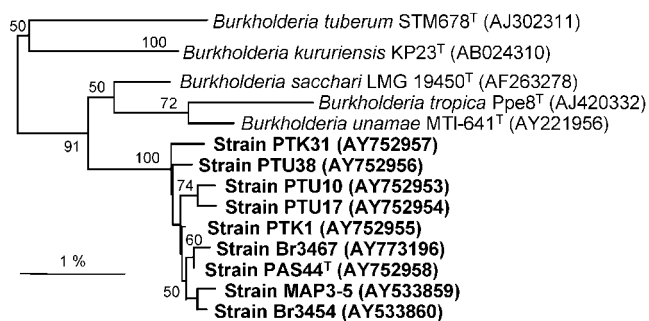 50
Burkholderia tuberum STM678ᵀ (AJ302311)
100
Burkholderia kururiensis KP23ᵀ (AB024310)
50
Burkholderia sacchari LMG 19450ᵀ (AF263278)
72
Burkholderia tropica Ppe8ᵀ (AJ420332)
Burkholderia unamae MTI-641ᵀ (AY221956)
91
100
Strain PTK31 (AY752957)
Strain PTU38 (AY752956)
74
Strain PTU10 (AY752953)
Strain PTU17 (AY752954)
Strain PTK1 (AY752955)
60
Strain Br3467 (AY773196)
Strain PAS44ᵀ (AY752958)
50
Strain MAP3-5 (AY533859)
Strain Br3454 (AY533860)
1 %